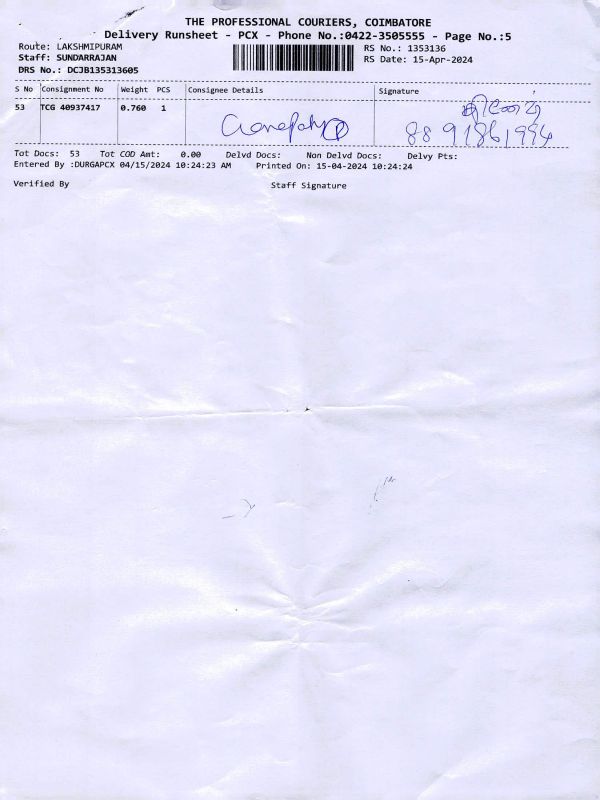 THE PROFESSIONAL COURIERS, COIMBATORE
Delivery Runsheet - PCX - Phone No.:0422-3505555 - Page No.:5
Route: LAKSHMIPURAM
Staff: SUNDARRAJAN
DRS No.: DCJB135313605
RS No.: 1353136
RS Date: 15-Apr-2024
S No Consignment No Weight PCS Consignee Details Signature
53 TCG 40937417 0.760 1
8891861994
Tot Docs: 53 Tot COD Amt: 0.00 Delvd Docs: Non Delvd Docs: Delvy Pts:
Entered By :DURGAPCX 04/15/2024 10:24:23 AM Printed On: 15-04-2024 10:24:24
Verified By Staff Signature